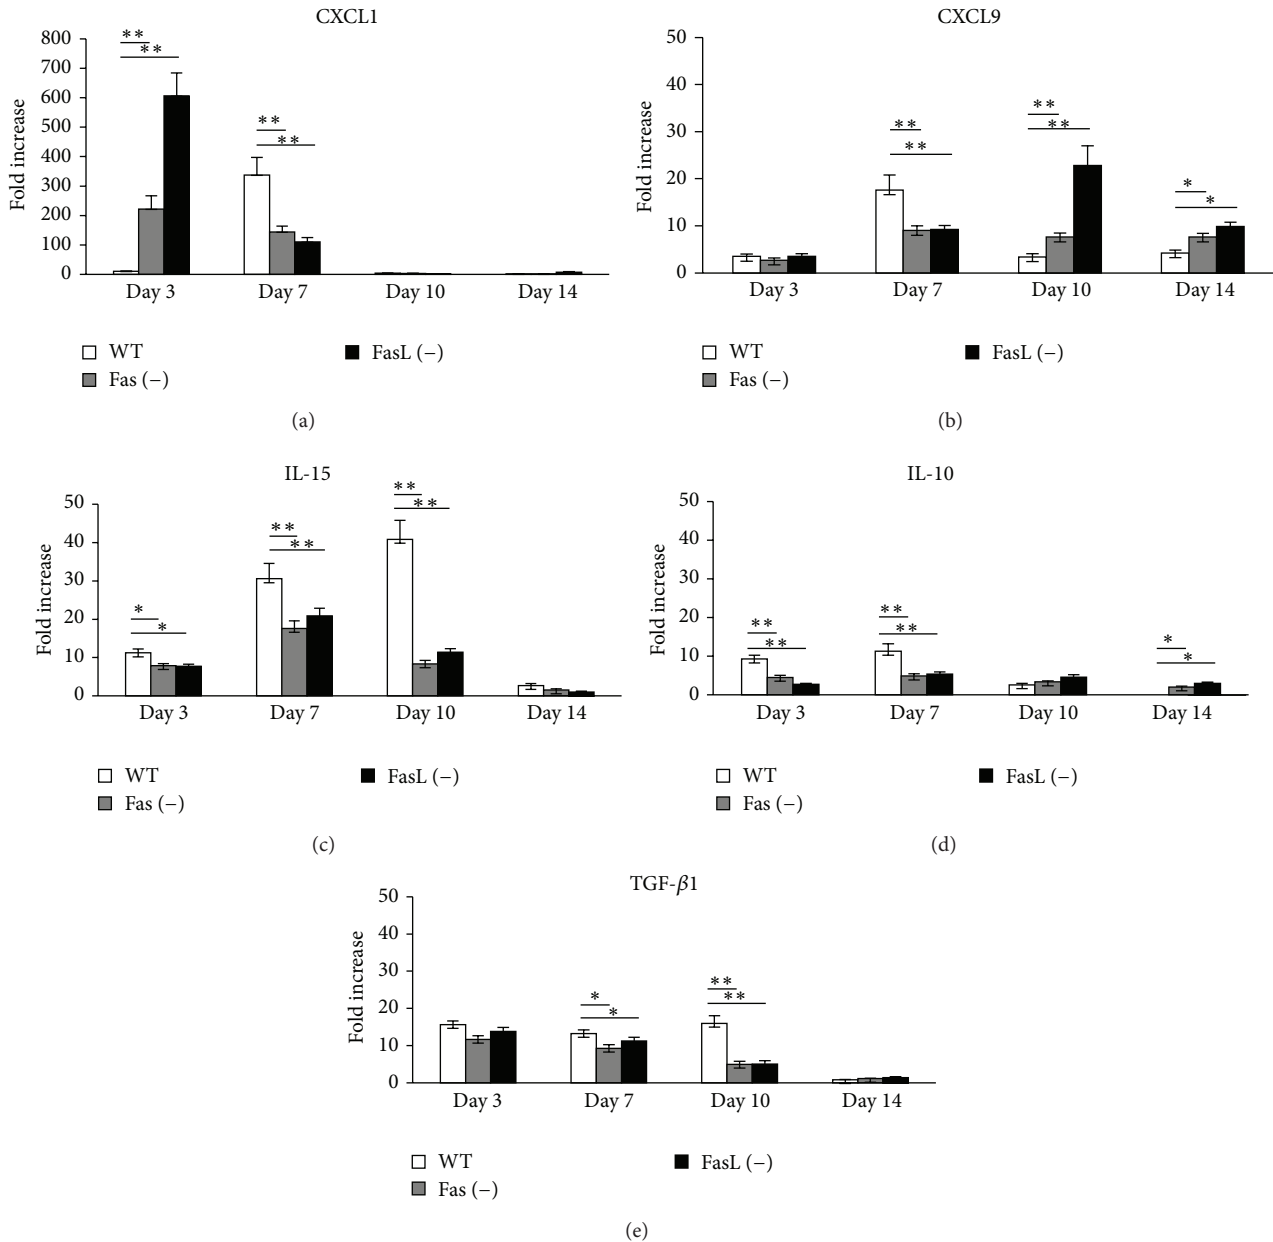 CXCL1
** **
800
700
600
500
400
300
200
100
0
Fold increase
** **
Day 3 Day 7 Day 10 Day 14
WT FasL (−)
Fas (−)
(a)
CXCL9
50
40
30
20
10
0
Fold increase
** **
** **
* *
Day 3 Day 7 Day 10 Day 14
WT FasL (−)
Fas (−)
(b)
IL-15
50
40
30
20
10
0
Fold increase
* *
** **
** **
Day 3 Day 7 Day 10 Day 14
WT FasL (−)
Fas (−)
(c)
IL-10
50
40
30
20
10
0
Fold increase
** **
** **
* *
Day 3 Day 7 Day 10 Day 14
WT FasL (−)
Fas (−)
(d)
TGF-β1
50
40
30
20
10
0
Fold increase
* *
** **
Day 3 Day 7 Day 10 Day 14
WT FasL (−)
Fas (−)
(e)